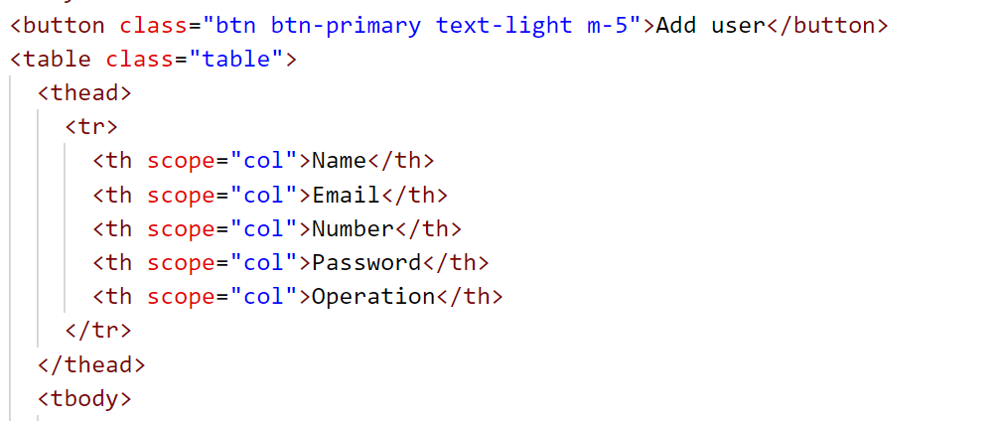 <button class="btn btn-primary text-light m-5">Add user</button>
<table class="table">
<thead>
<tr>
<th scope="col">Name</th>
<th scope="col">Email</th>
<th scope="col">Number</th>
<th scope="col">Password</th>
<th scope="col">Operation</th>
</tr>
</thead>
<tbody>